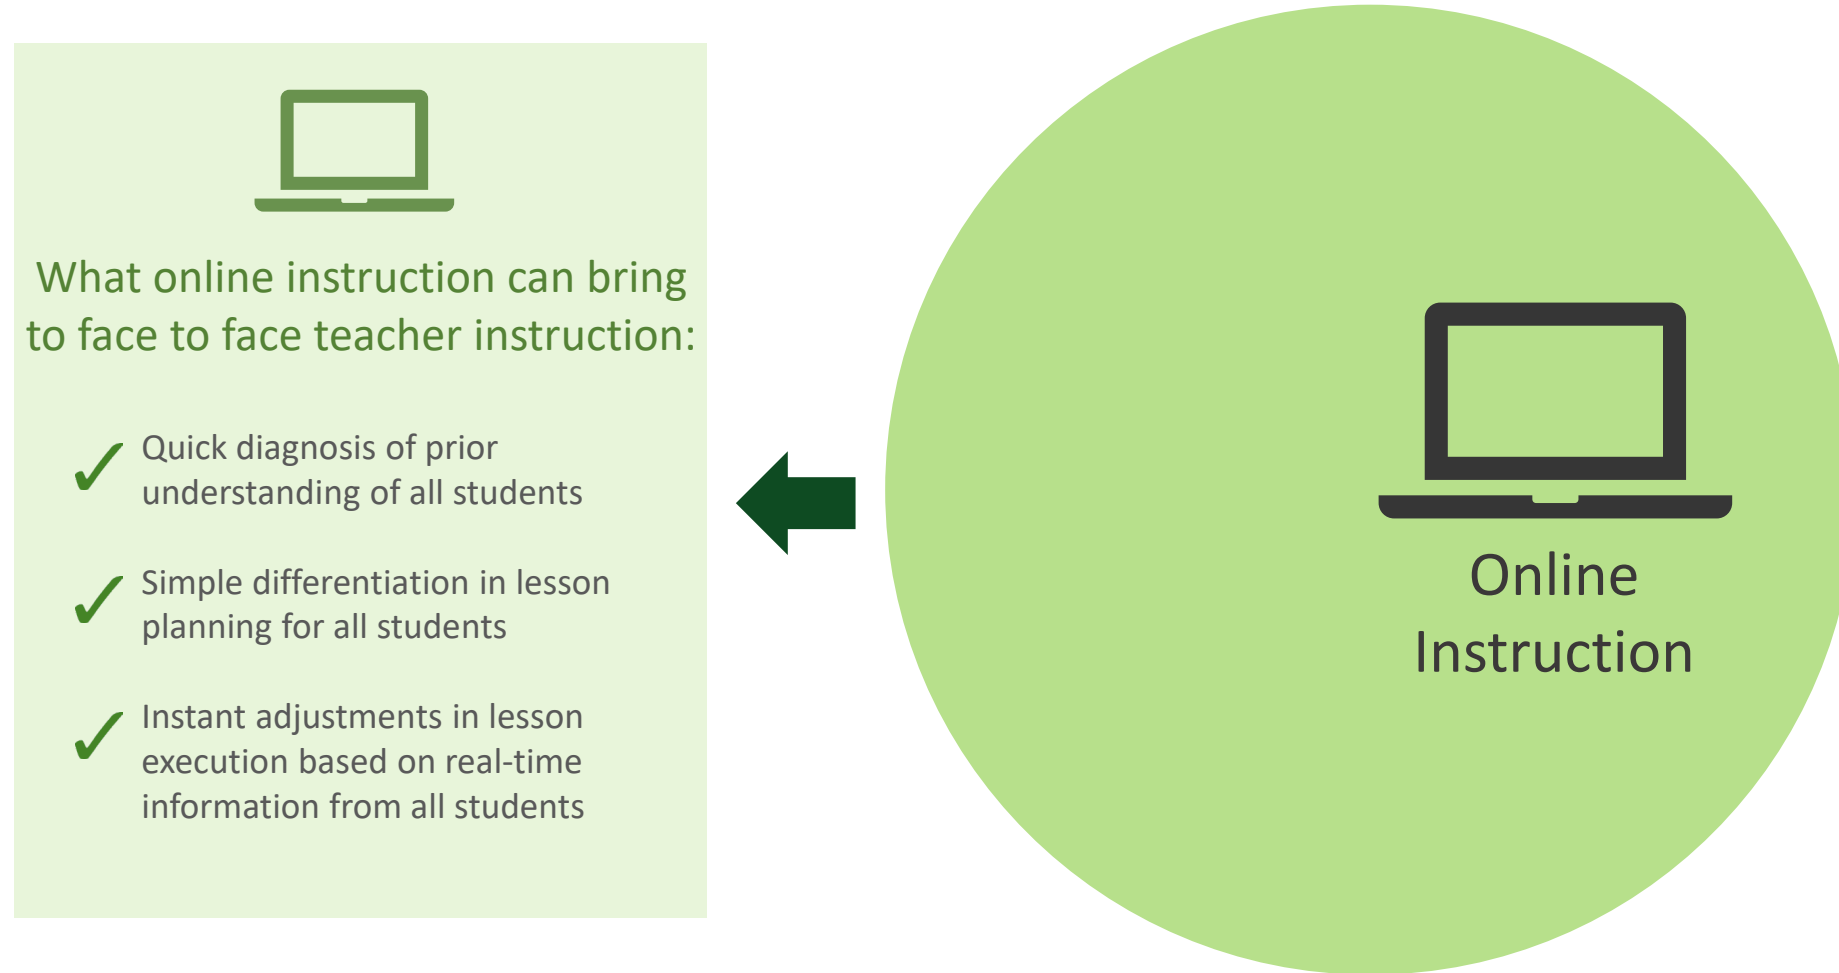 What online instruction can bring
to face to face teacher instruction:
✓ Quick diagnosis of prior
understanding of all students
✓ Simple differentiation in lesson
planning for all students
✓ Instant adjustments in lesson
execution based on real-time
information from all students
Online
Instruction